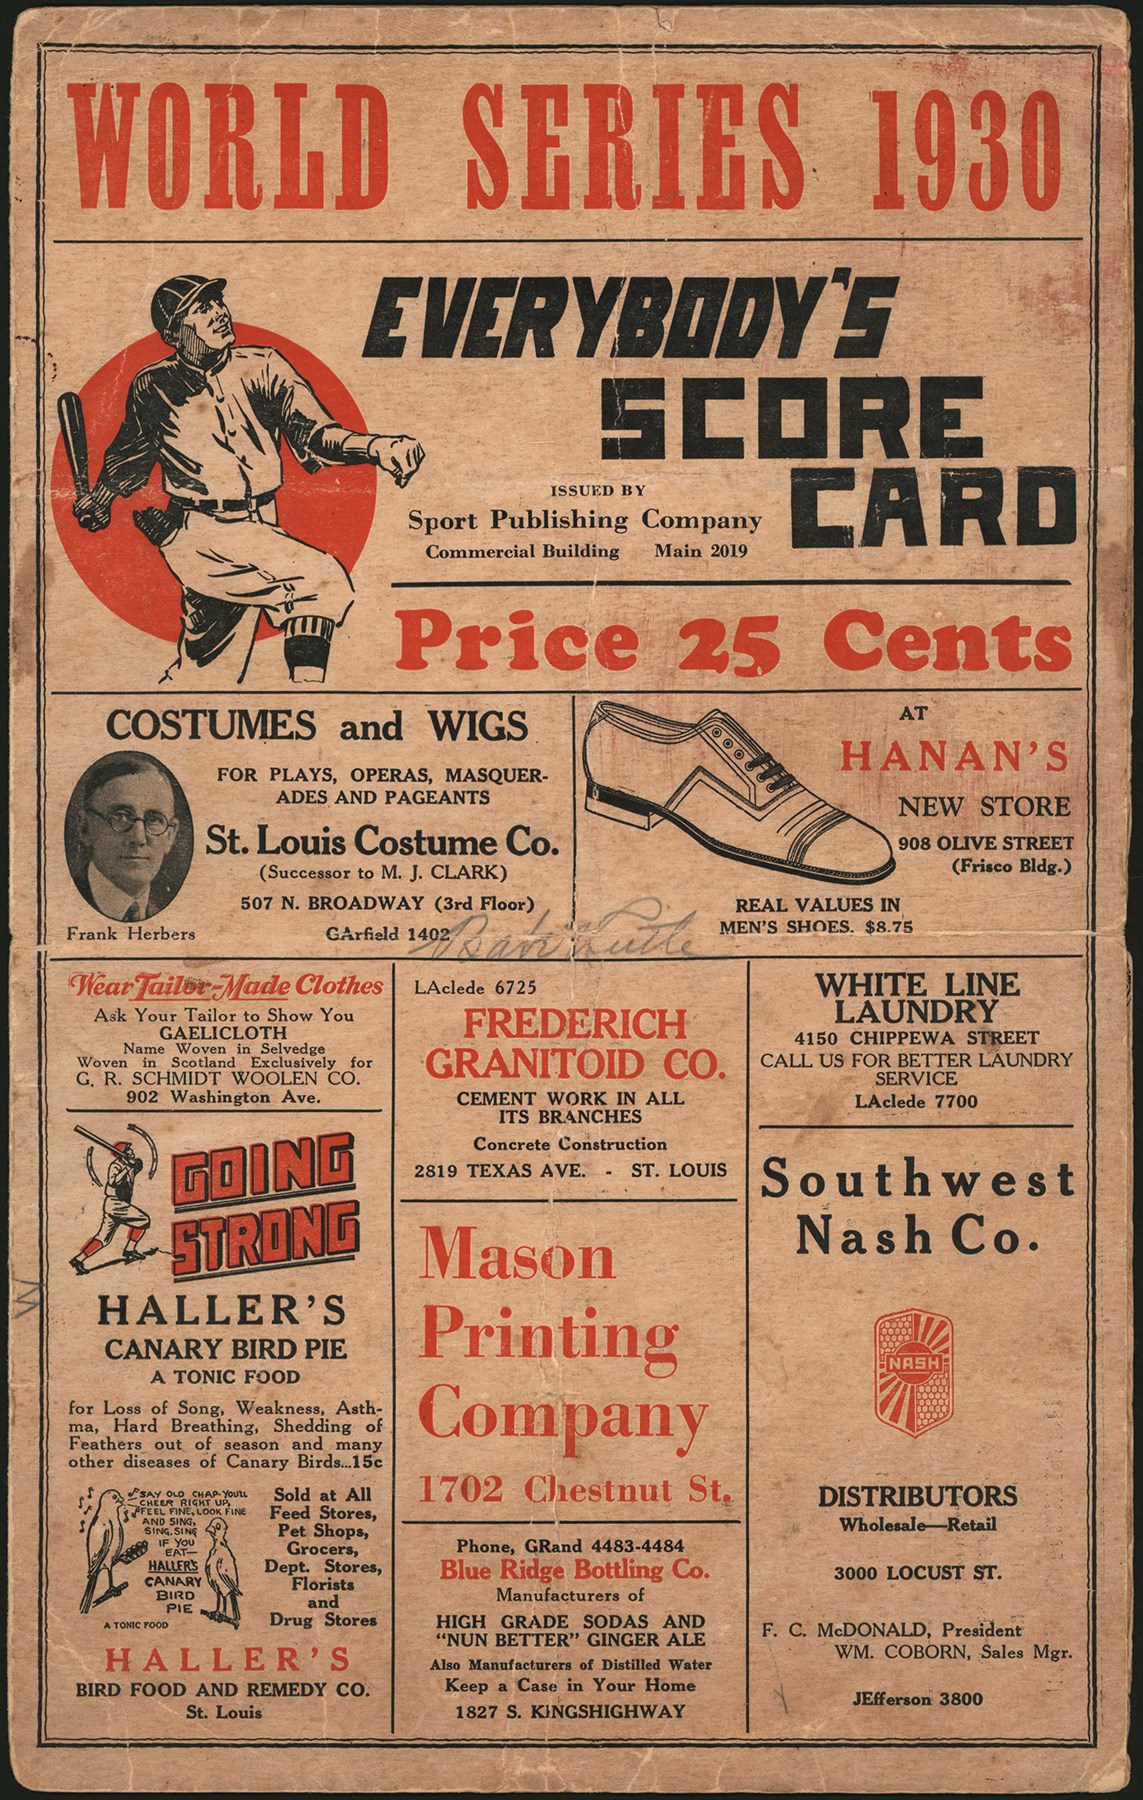 WORLD SERIES 1930
EVERYBODY'S
SCORE
CARD
ISSUED BY
Sport Publishing Company
Commercial Building Main 2019
Price 25 Cents
COSTUMES and WIGS
FOR PLAYS, OPERAS, MASQUER-
ADES AND PAGEANTS
St. Louis Costume Co.
(Successor to M. J. CLARK)
507 N. BROADWAY (3rd Floor)
GArfield 1402
Frank Herbers
AT
HANAN'S
NEW STORE
908 OLIVE STREET
(Frisco Bldg.)
REAL VALUES IN
MEN'S SHOES. $8.75
Wear Tailor-Made Clothes
Ask Your Tailor to Show You
GAELICLOTH
Name Woven in Selvedge
Woven in Scotland Exclusively for
G. R. SCHMIDT WOOLEN CO.
902 Washington Ave.
GOING
STRONG
HALLER'S
CANARY BIRD PIE
A TONIC FOOD
for Loss of Song, Weakness, Asth-
ma, Hard Breathing, Shedding of
Feathers out of season and many
other diseases of Canary Birds...15c
SAY OLD CHAP-YOU'LL
CHEER RIGHT UP,
FEEL FINE, LOOK FINE
AND SING,
SING, SING
IF YOU
EAT—
HALLER'S
CANARY
BIRD
PIE
A TONIC FOOD
Sold at All
Feed Stores,
Pet Shops,
Grocers,
Dept. Stores,
Florists
and
Drug Stores
HALLER'S
BIRD FOOD AND REMEDY CO.
St. Louis
LAclede 6725
FREDERICH
GRANITOID CO.
CEMENT WORK IN ALL
ITS BRANCHES
Concrete Construction
2819 TEXAS AVE. - ST. LOUIS
Mason
Printing
Company
1702 Chestnut St.
Phone, GRand 4483-4484
Blue Ridge Bottling Co.
Manufacturers of
HIGH GRADE SODAS AND
"NUN BETTER" GINGER ALE
Also Manufacturers of Distilled Water
Keep a Case in Your Home
1827 S. KINGSHIGHWAY
WHITE LINE
LAUNDRY
4150 CHIPPEWA STREET
CALL US FOR BETTER LAUNDRY
SERVICE
LAclede 7700
Southwest
Nash Co.
NASH
DISTRIBUTORS
Wholesale—Retail
3000 LOCUST ST.
F. C. McDONALD, President
WM. COBORN, Sales Mgr.
JEfferson 3800